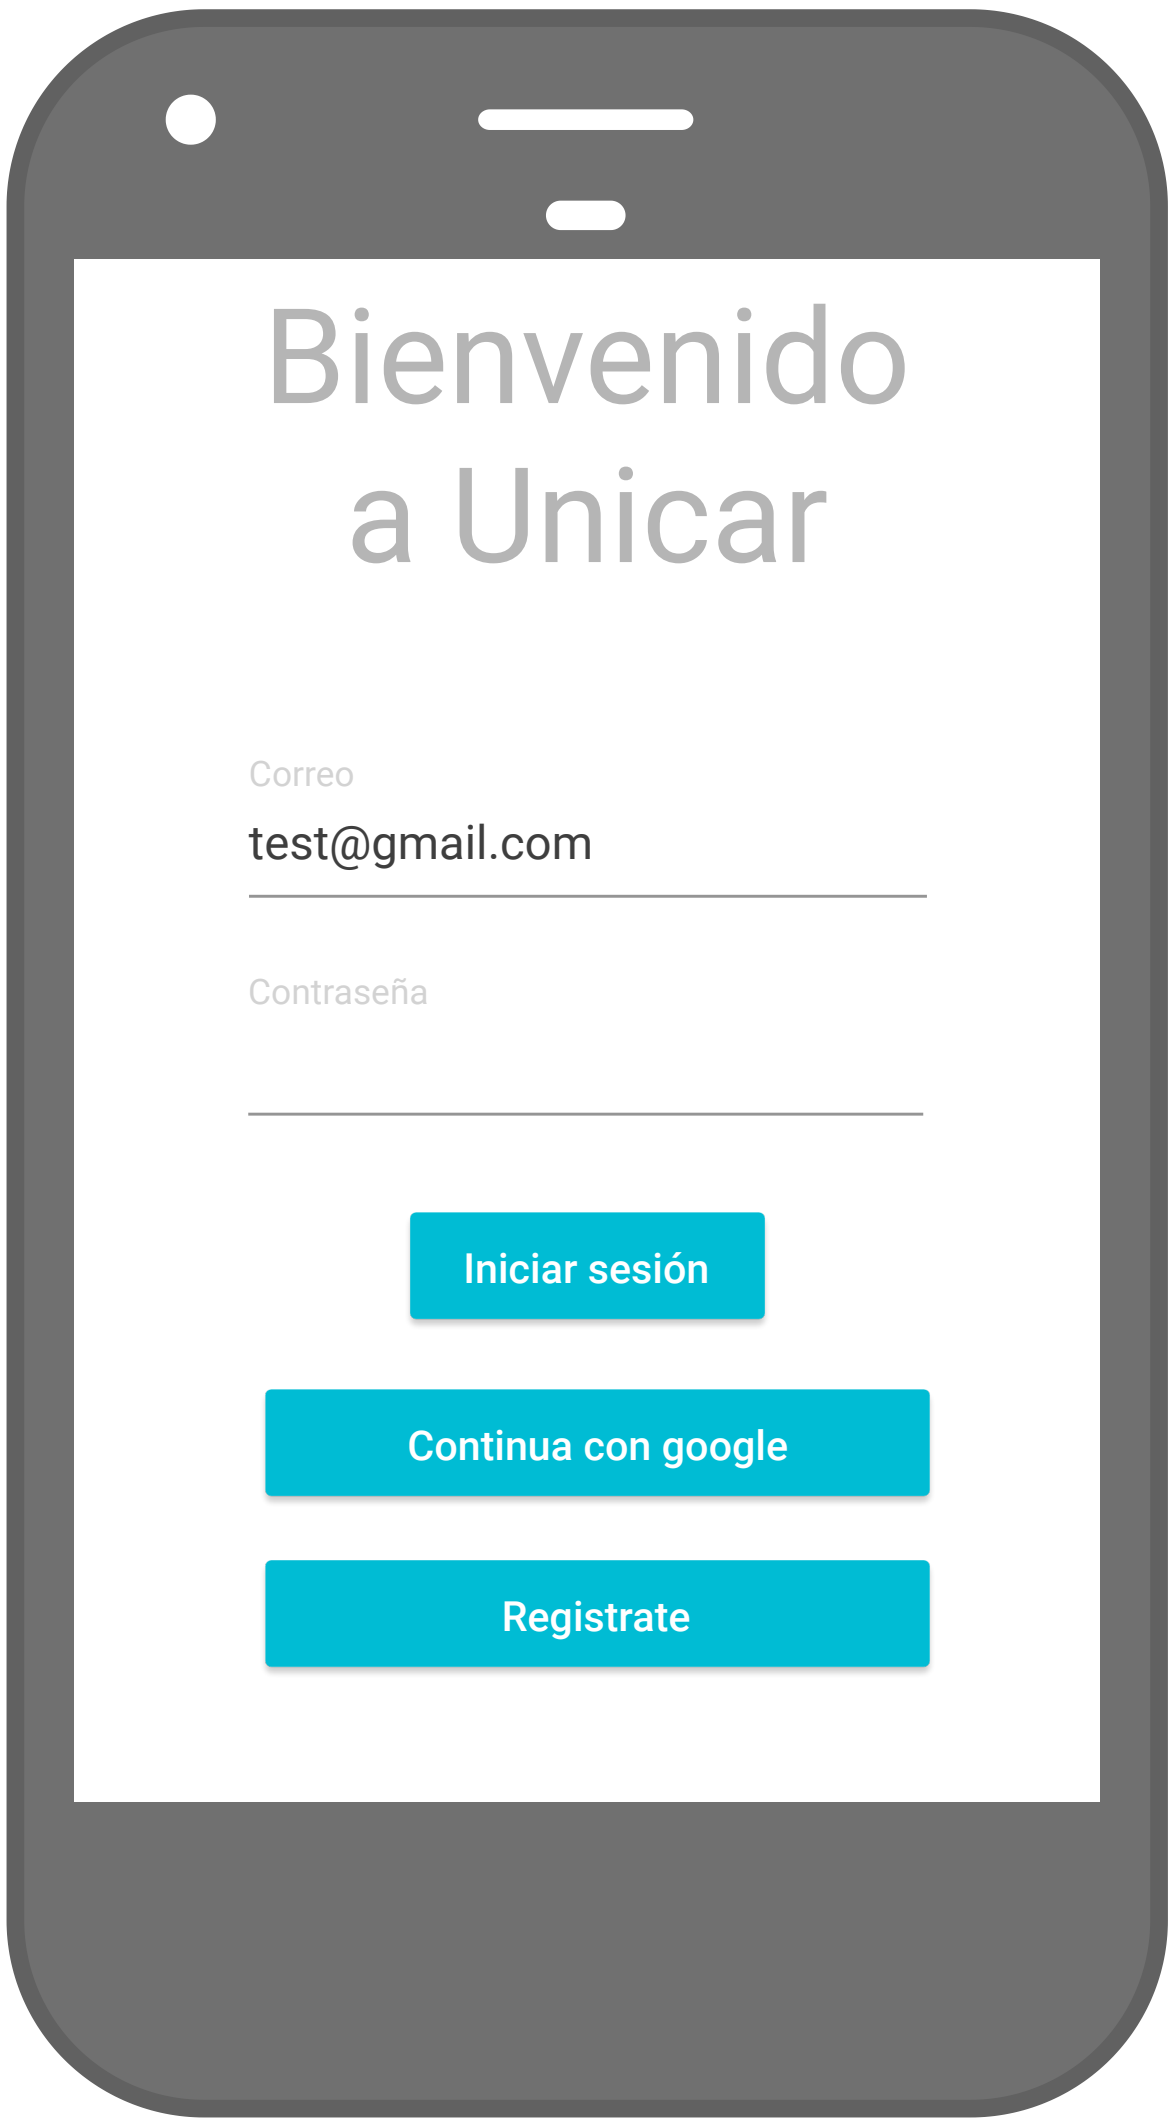 Bienvenido
a Unicar
Correo
test@gmail.com
Contraseña
Iniciar sesión
Continua con google
Registrate